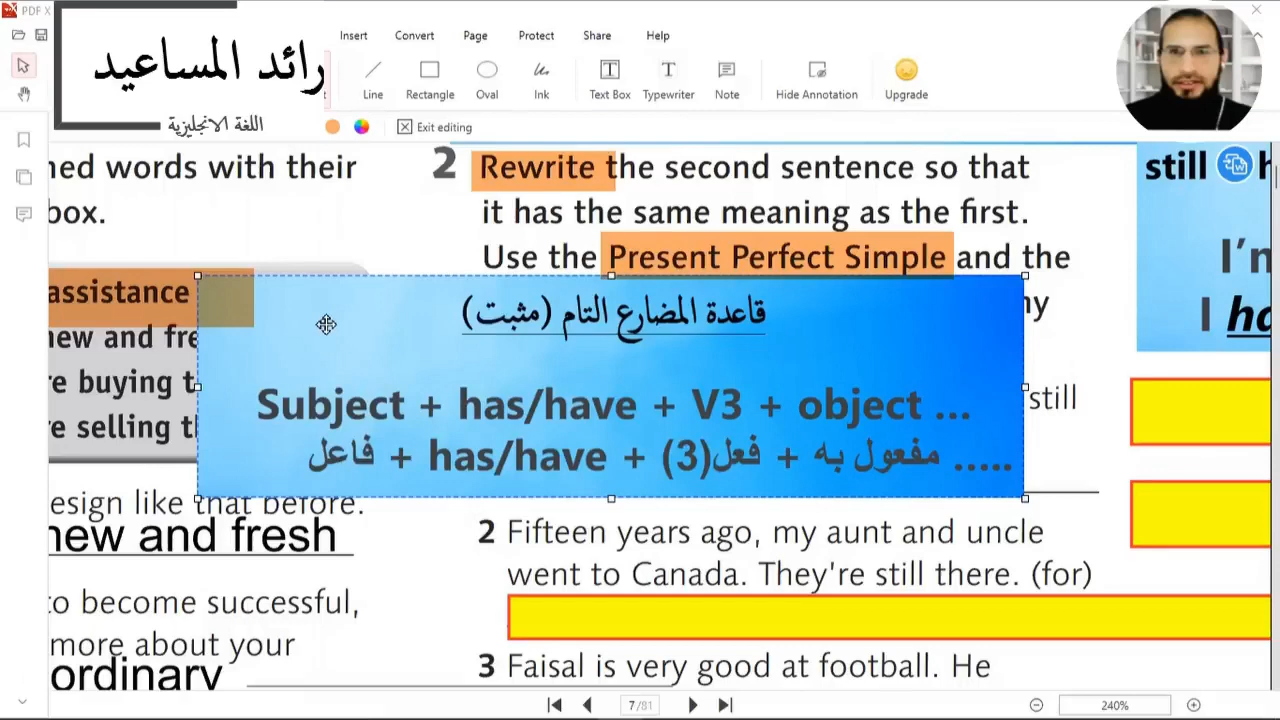 PDF X
رائد المساعيد
اللغة الانجليزية
Insert Convert Page Protect Share Help
Line Rectangle Oval Ink Text Box Typewriter Note Hide Annotation Upgrade
Exit editing
ned words with their
box.
assistance
new and fre
re buying t
re selling t
esign like that before.
new and fresh
to become successful,
more about your
ordinary
2 Rewrite the second sentence so that
it has the same meaning as the first.
Use the Present Perfect Simple and the
ny
still
قاعدة المضارع التام (مثبت)
Subject + has/have + V3 + object ...
فاعل + has/have + (3)فعل + مفعول به .....
2 Fifteen years ago, my aunt and uncle
went to Canada. They're still there. (for)
3 Faisal is very good at football. He
still h
I'm
I ha
7/81
240%